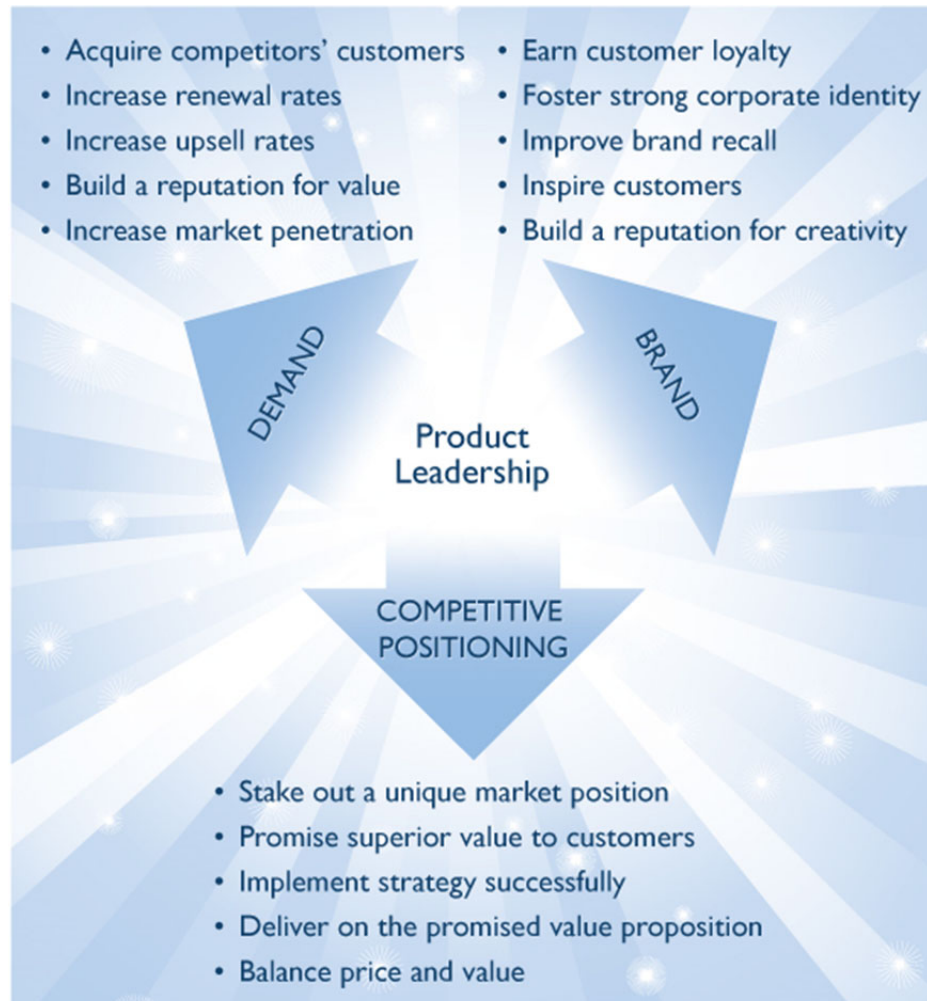 • Acquire competitors' customers
• Increase renewal rates
• Increase upsell rates
• Build a reputation for value
• Increase market penetration
• Earn customer loyalty
• Foster strong corporate identity
• Improve brand recall
• Inspire customers
• Build a reputation for creativity
DEMAND
BRAND
Product
Leadership
COMPETITIVE
POSITIONING
• Stake out a unique market position
• Promise superior value to customers
• Implement strategy successfully
• Deliver on the promised value proposition
• Balance price and value